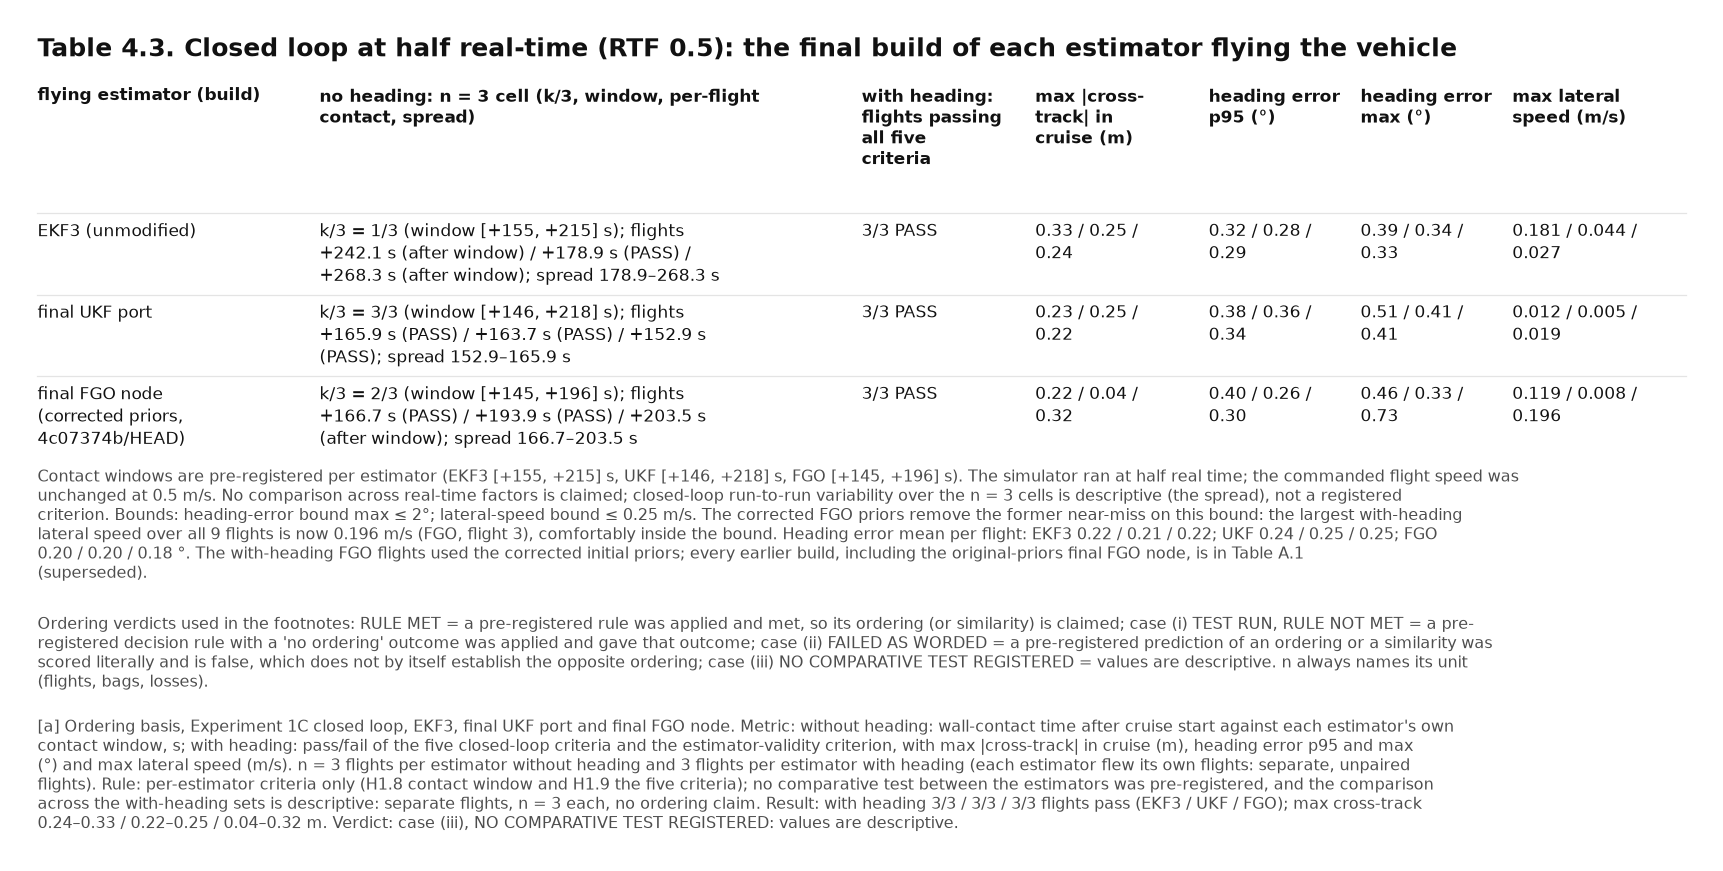 Table 4.3. Closed loop at half real-time (RTF 0.5): the final build of each estimator flying the vehicle
flying estimator (build)
no heading: n = 3 cell (k/3, window, per-flight
contact, spread)
with heading:
flights passing
all five
criteria
max |cross-
track| in
cruise (m)
heading error
p95 (°)
heading error
max (°)
max lateral
speed (m/s)
EKF3 (unmodified)
k/3 = 1/3 (window [+155, +215] s); flights
+242.1 s (after window) / +178.9 s (PASS) /
+268.3 s (after window); spread 178.9–268.3 s
3/3 PASS
0.33 / 0.25 /
0.24
0.32 / 0.28 /
0.29
0.39 / 0.34 /
0.33
0.181 / 0.044 /
0.027
final UKF port
k/3 = 3/3 (window [+146, +218] s); flights
+165.9 s (PASS) / +163.7 s (PASS) / +152.9 s
(PASS); spread 152.9–165.9 s
3/3 PASS
0.23 / 0.25 /
0.22
0.38 / 0.36 /
0.34
0.51 / 0.41 /
0.41
0.012 / 0.005 /
0.019
final FGO node
(corrected priors,
4c07374b/HEAD)
k/3 = 2/3 (window [+145, +196] s); flights
+166.7 s (PASS) / +193.9 s (PASS) / +203.5 s
(after window); spread 166.7–203.5 s
3/3 PASS
0.22 / 0.04 /
0.32
0.40 / 0.26 /
0.30
0.46 / 0.33 /
0.73
0.119 / 0.008 /
0.196
Contact windows are pre-registered per estimator (EKF3 [+155, +215] s, UKF [+146, +218] s, FGO [+145, +196] s). The simulator ran at half real time; the commanded flight speed was
unchanged at 0.5 m/s. No comparison across real-time factors is claimed; closed-loop run-to-run variability over the n = 3 cells is descriptive (the spread), not a registered
criterion. Bounds: heading-error bound max ≤ 2°; lateral-speed bound ≤ 0.25 m/s. The corrected FGO priors remove the former near-miss on this bound: the largest with-heading
lateral speed over all 9 flights is now 0.196 m/s (FGO, flight 3), comfortably inside the bound. Heading error mean per flight: EKF3 0.22 / 0.21 / 0.22; UKF 0.24 / 0.25 / 0.25; FGO
0.20 / 0.20 / 0.18 °. The with-heading FGO flights used the corrected initial priors; every earlier build, including the original-priors final FGO node, is in Table A.1
(superseded).
Ordering verdicts used in the footnotes: RULE MET = a pre-registered rule was applied and met, so its ordering (or similarity) is claimed; case (i) TEST RUN, RULE NOT MET = a pre-
registered decision rule with a 'no ordering' outcome was applied and gave that outcome; case (ii) FAILED AS WORDED = a pre-registered prediction of an ordering or a similarity was
scored literally and is false, which does not by itself establish the opposite ordering; case (iii) NO COMPARATIVE TEST REGISTERED = values are descriptive. n always names its unit
(flights, bags, losses).
[a] Ordering basis, Experiment 1C closed loop, EKF3, final UKF port and final FGO node. Metric: without heading: wall-contact time after cruise start against each estimator's own
contact window, s; with heading: pass/fail of the five closed-loop criteria and the estimator-validity criterion, with max |cross-track| in cruise (m), heading error p95 and max
(°) and max lateral speed (m/s). n = 3 flights per estimator without heading and 3 flights per estimator with heading (each estimator flew its own flights: separate, unpaired
flights). Rule: per-estimator criteria only (H1.8 contact window and H1.9 the five criteria); no comparative test between the estimators was pre-registered, and the comparison
across the with-heading sets is descriptive: separate flights, n = 3 each, no ordering claim. Result: with heading 3/3 / 3/3 / 3/3 flights pass (EKF3 / UKF / FGO); max cross-track
0.24–0.33 / 0.22–0.25 / 0.04–0.32 m. Verdict: case (iii), NO COMPARATIVE TEST REGISTERED: values are descriptive.